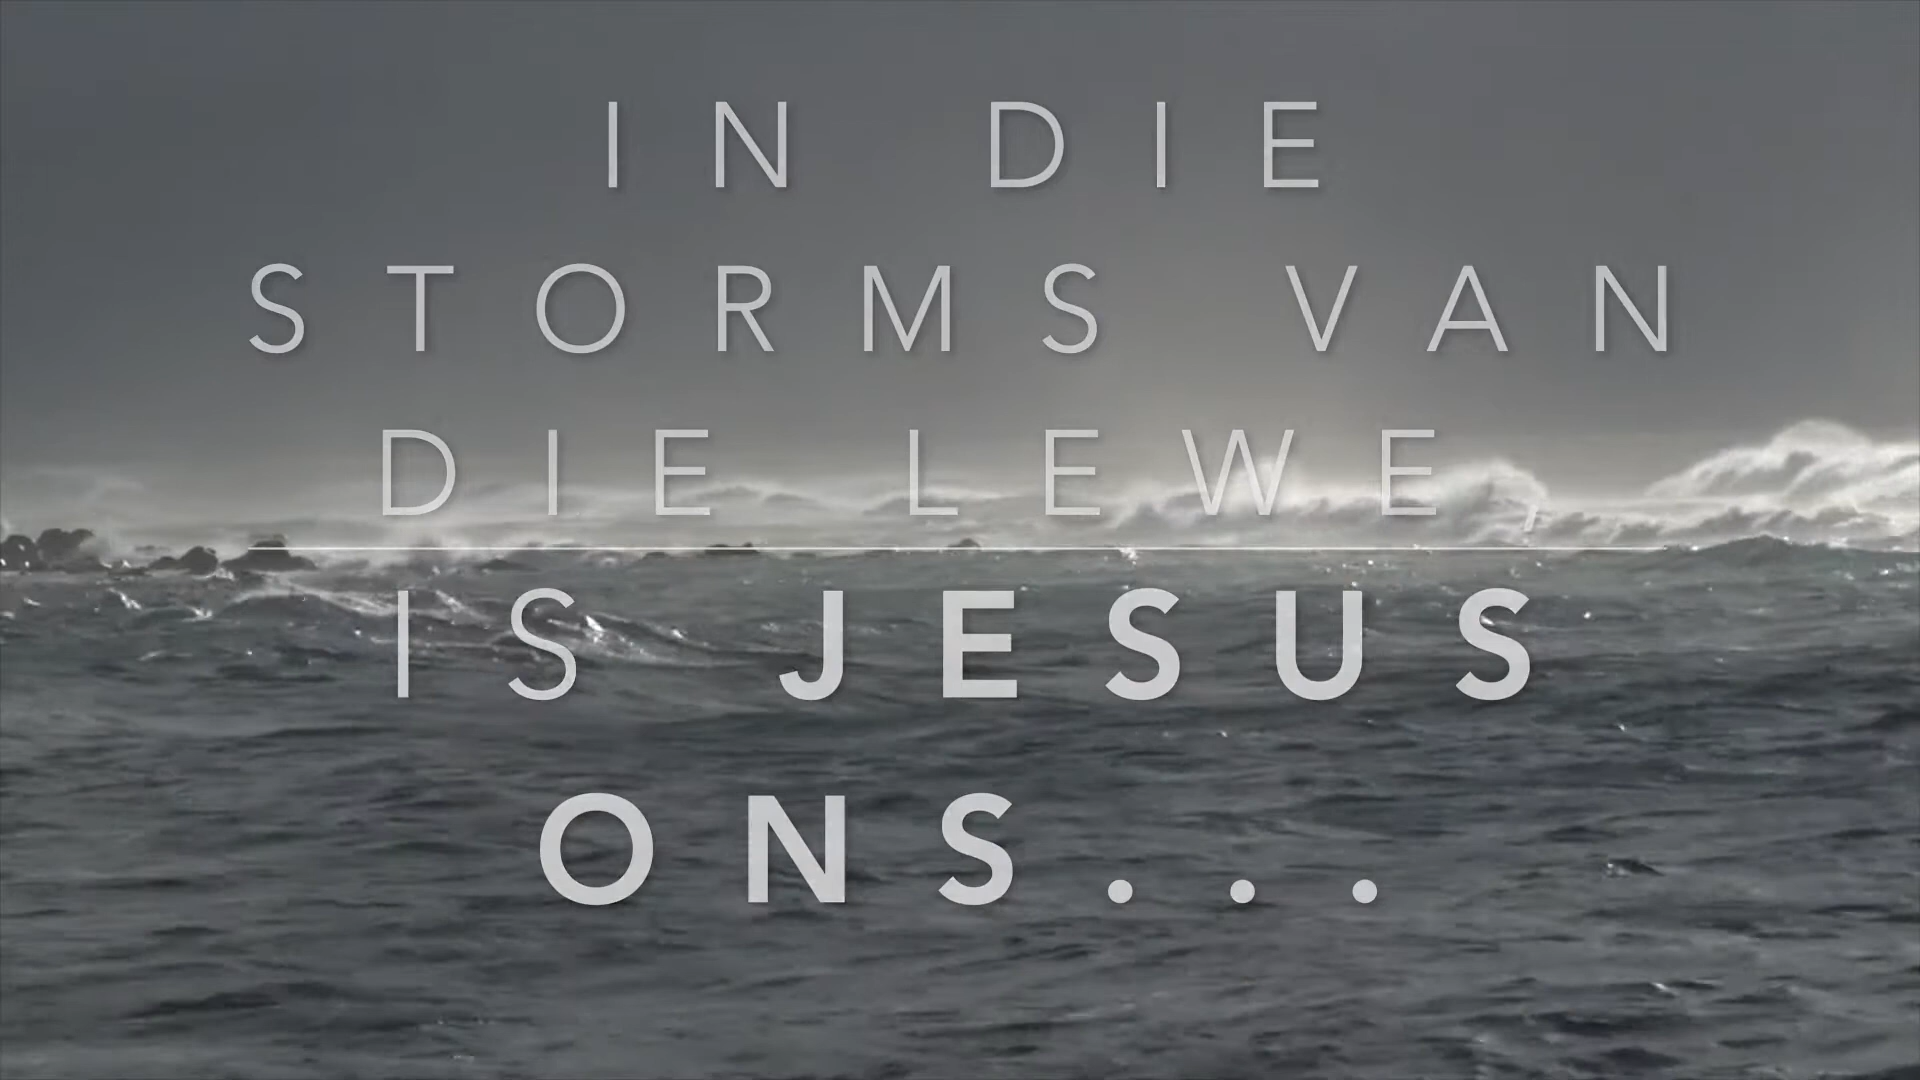 IN DIE
STORMS VAN
DIE LEWE,
IS JESUS
ONS...